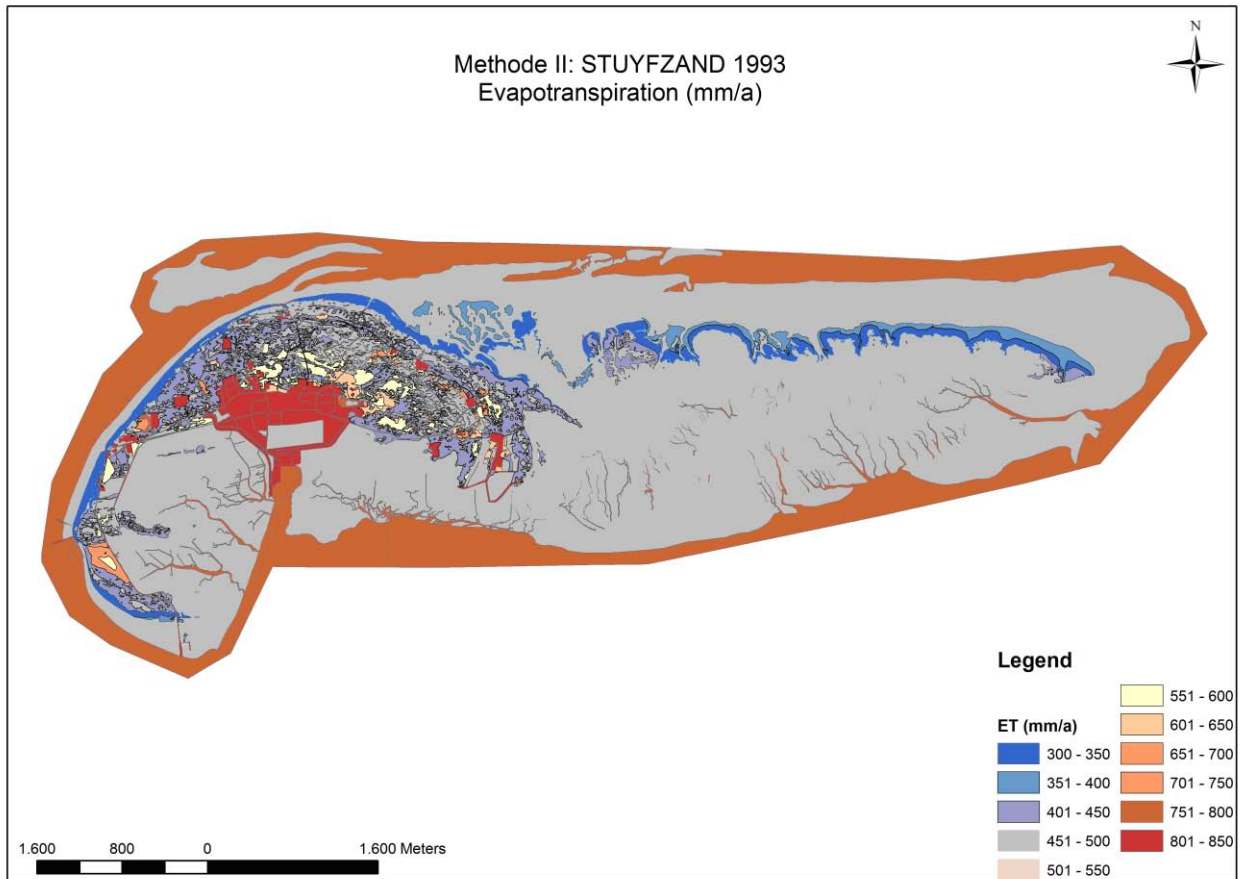 N
Methode II: STUYFZAND 1993
Evapotranspiration (mm/a)
Legend
ET (mm/a)
300 - 350
351 - 400
401 - 450
451 - 500
501 - 550
551 - 600
601 - 650
651 - 700
701 - 750
751 - 800
801 - 850
1.600 800 0 1.600 Meters